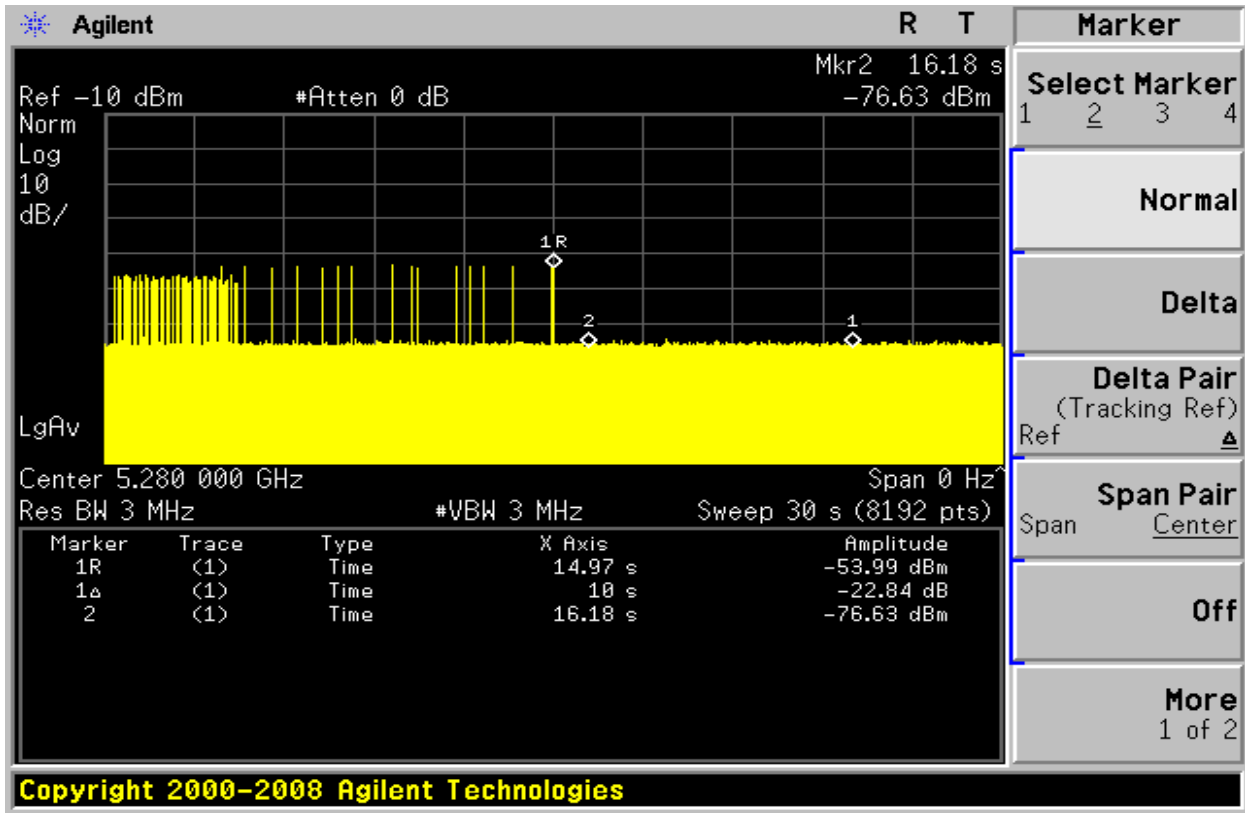 Agilent R T Marker
Mkr2 16.18 s
Ref -10 dBm #Atten 0 dB -76.63 dBm
Norm
Log
10
dB/
1R
2
1
LgAv
Center 5.280 000 GHz Span 0 Hz^
Res BW 3 MHz #VBW 3 MHz Sweep 30 s (8192 pts)
Marker Trace Type X Axis Amplitude
1R (1) Time 14.97 s -53.99 dBm
1Δ (1) Time 10 s -22.84 dB
2 (1) Time 16.18 s -76.63 dBm
Select Marker
1 2 3 4
Normal
Delta
Delta Pair
(Tracking Ref)
Ref Δ
Span Pair
Span Center
Off
More
1 of 2
Copyright 2000-2008 Agilent Technologies